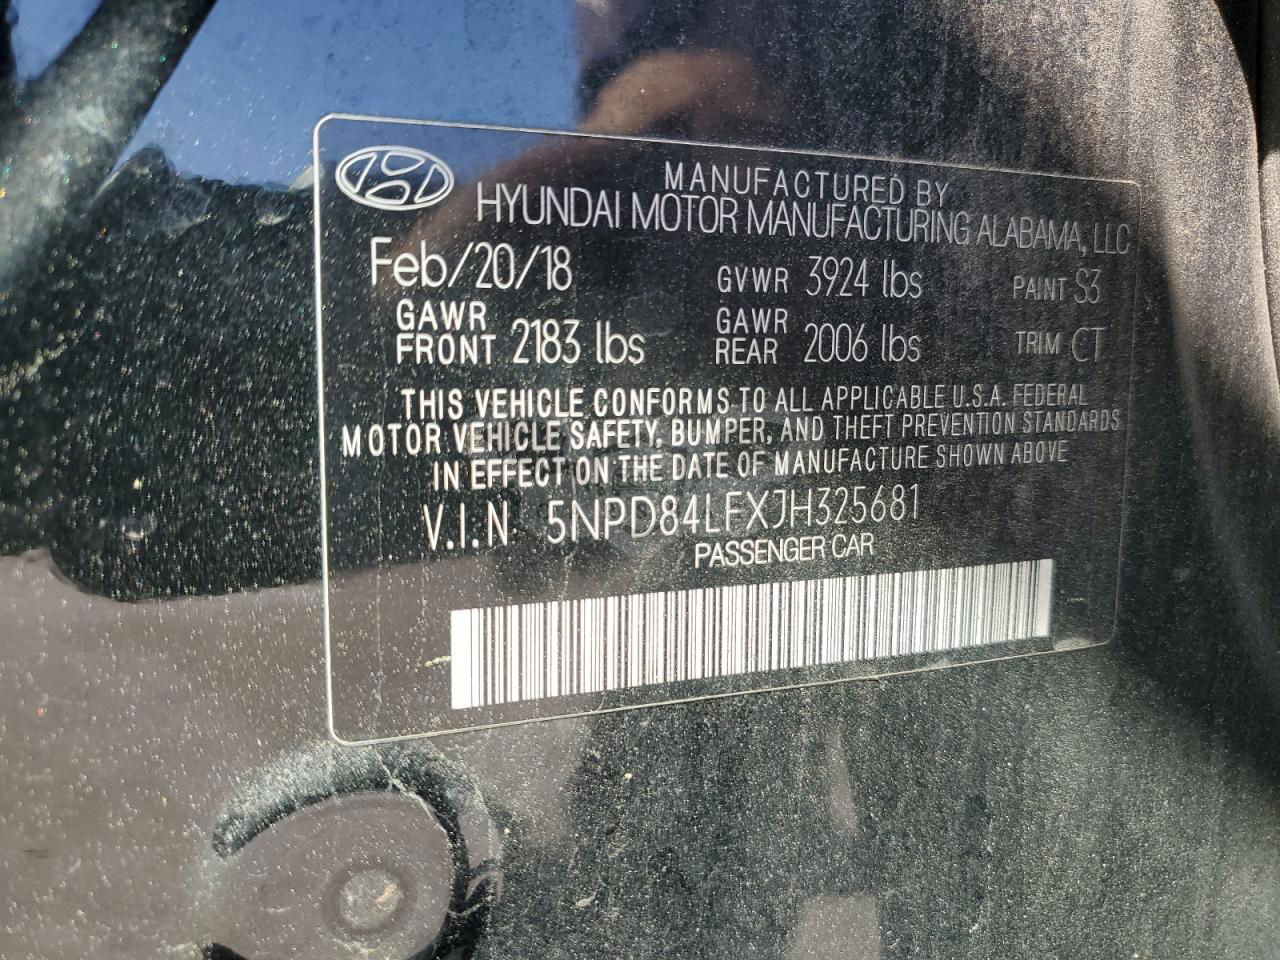 MANUFACTURED BY
HYUNDAI MOTOR MANUFACTURING ALABAMA, LLC
Feb/20/18 GVWR 3924 lbs PAINT S3
GAWR FRONT 2183 lbs GAWR REAR 2006 lbs TRIM CT
THIS VEHICLE CONFORMS TO ALL APPLICABLE U.S.A. FEDERAL
MOTOR VEHICLE SAFETY, BUMPER, AND THEFT PREVENTION STANDARDS
IN EFFECT ON THE DATE OF MANUFACTURE SHOWN ABOVE
V.I.N 5NPD84LFXJH325681
PASSENGER CAR